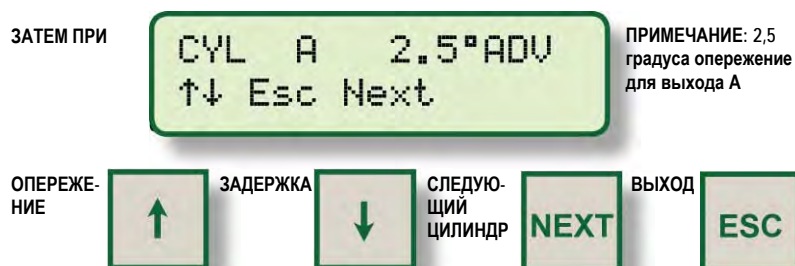 ЗАТЕМ ПРИ
CYL A 2.5°ADV
↑↓ Esc Next
ПРИМЕЧАНИЕ: 2,5
градуса опережение
для выхода A
ОПЕРЕЖЕ-
НИЕ
↑
ЗАДЕРЖКА
↓
СЛЕДУЮ-
ЩИЙ
ЦИЛИНДР
NEXT
ВЫХОД
ESC